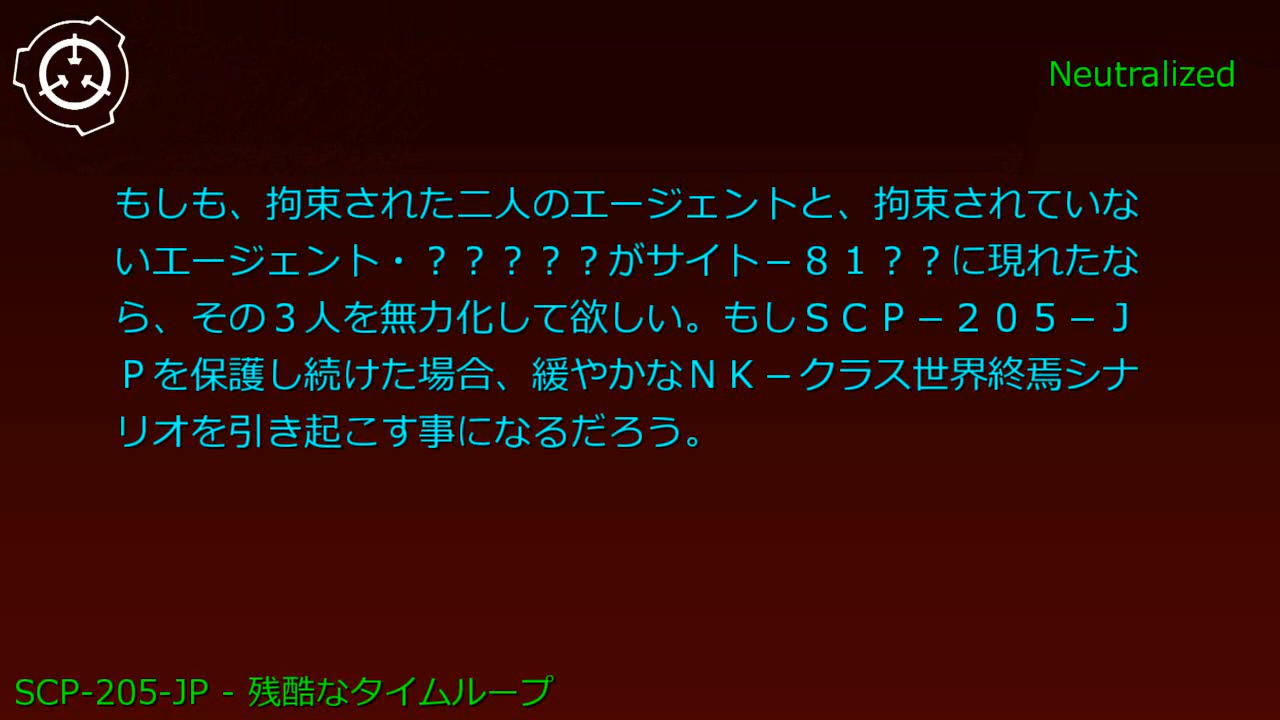 Neutralized
もしも、拘束された二人のエージェントと、拘束されていな
いエージェント・？？？？？がサイト－８１？？に現れたな
ら、その３人を無力化して欲しい。もしＳＣＰ－２０５－Ｊ
Ｐを保護し続けた場合、緩やかなＮＫ－クラス世界終焉シナ
リオを引き起こす事になるだろう。
SCP-205-JP - 残酷なタイムループ